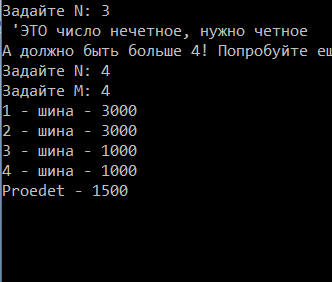 Задайте N: 3
'ЭТО число нечетное, нужно четное
А должно быть больше 4! Попробуйте
Задайте N: 4
Задайте M: 4
1 - шина - 3000
2 - шина - 3000
3 - шина - 1000
4 - шина - 1000
Proedet - 1500